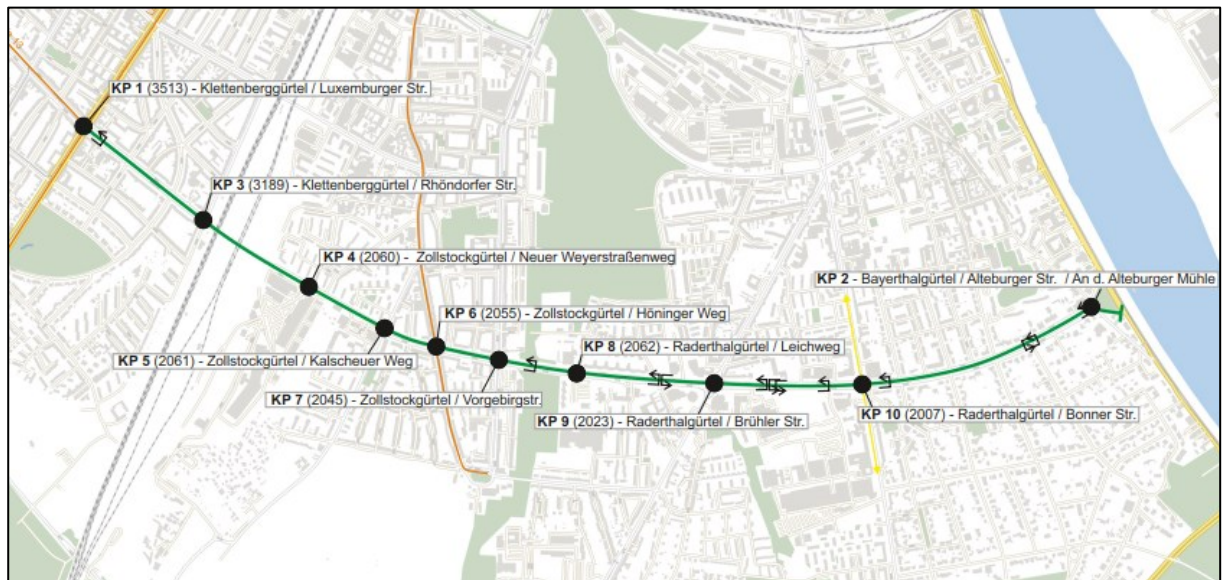 13
KP 1 (3513) - Klettenberggürtel / Luxemburger Str.
KP 3 (3189) - Klettenberggürtel / Rhöndorfer Str.
KP 4 (2060) - Zollstockgürtel / Neuer Weyerstraßenweg
KP 2 - Bayerthalgürtel / Alteburger Str. / An d. Alteburger Mühle
KP 6 (2055) - Zollstockgürtel / Höninger Weg
KP 5 (2061) - Zollstockgürtel / Kalscheuer Weg
KP 8 (2062) - Raderthalgürtel / Leichweg
KP 7 (2045) - Zollstockgürtel / Vorgebirgstr.
KP 9 (2023) - Raderthalgürtel / Brühler Str.
KP 10 (2007) - Raderthalgürtel / Bonner Str.